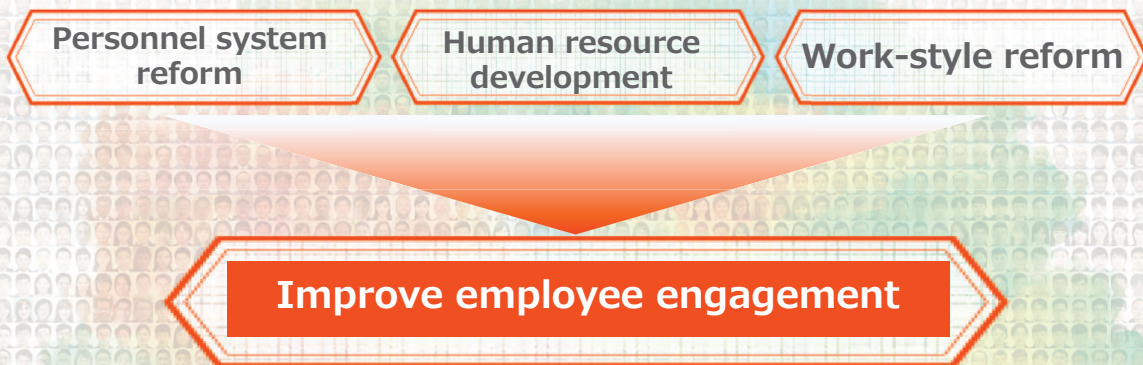 Personnel system
reform
Human resource
development
Work-style reform
Improve employee engagement